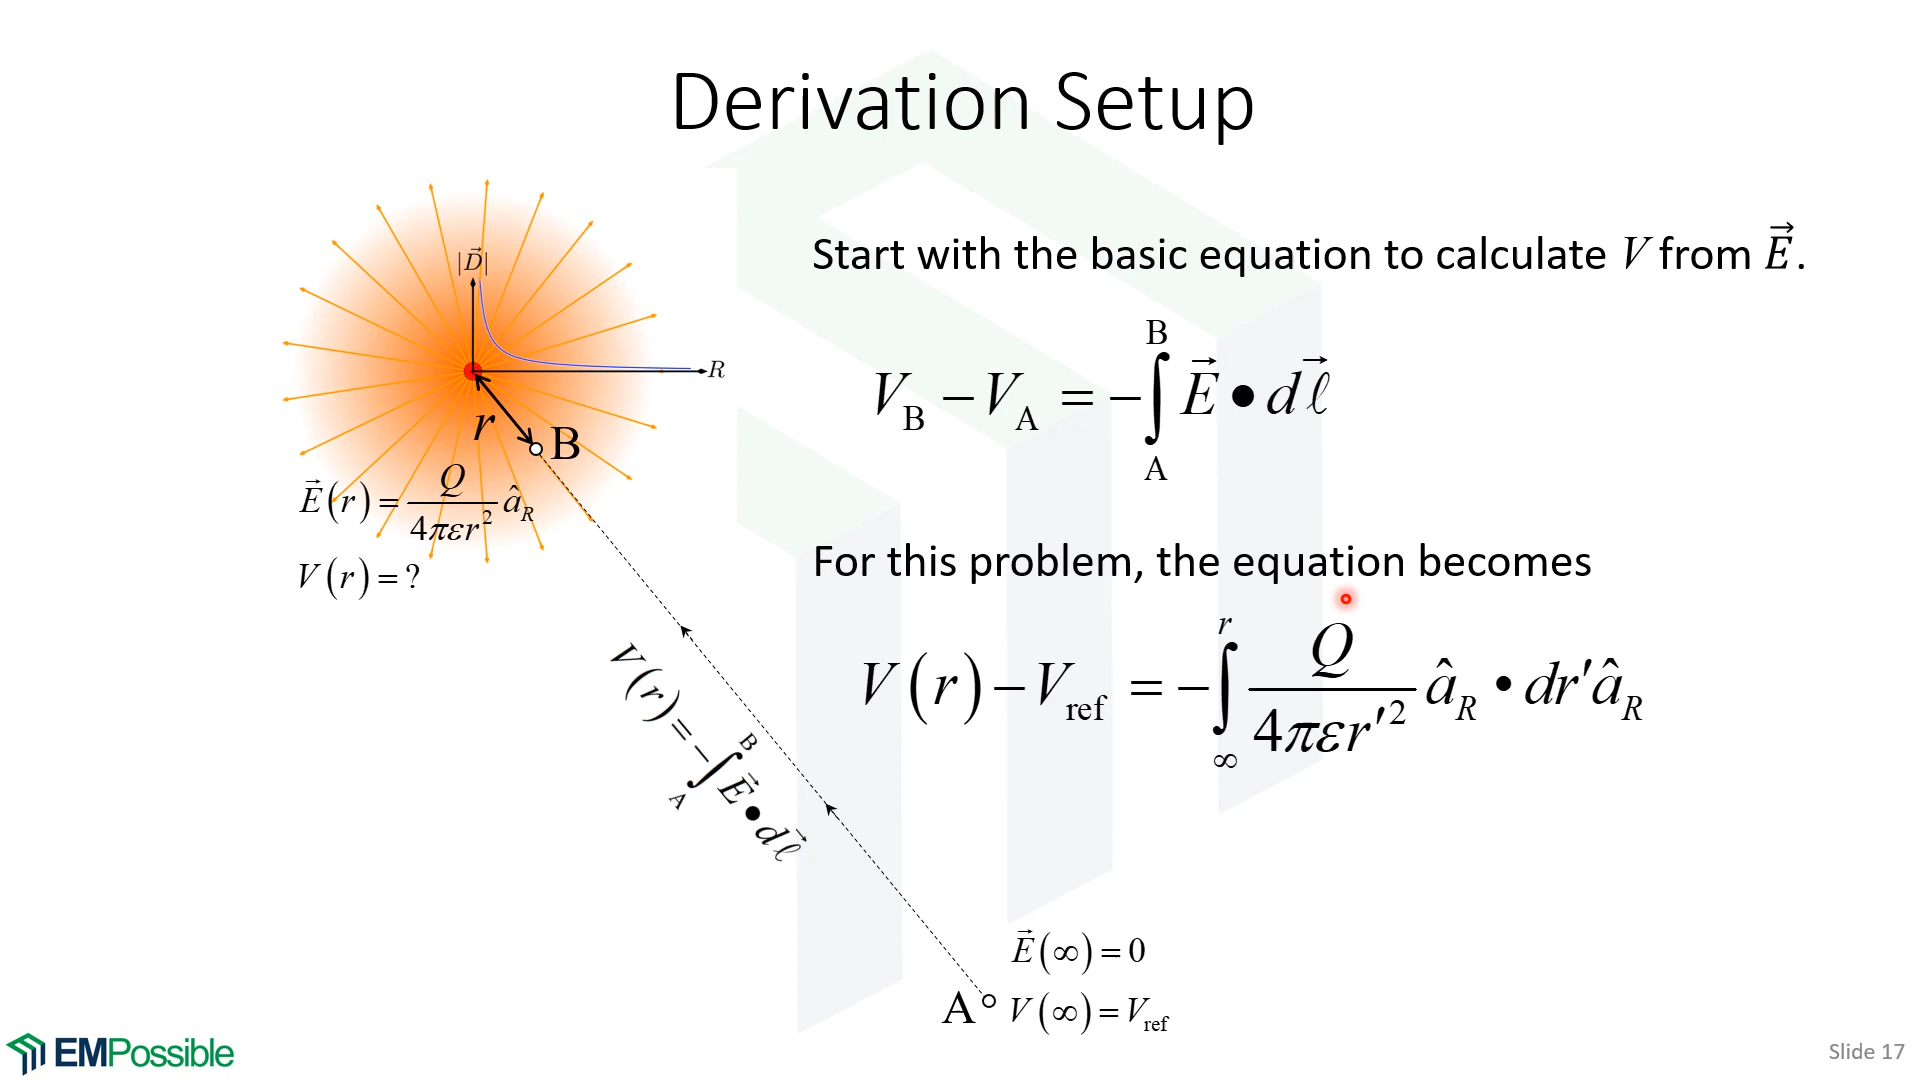 Derivation Setup
|D⃗|
R
r
B
E⃗(r) = Q / 4πεr² â_R
V(r) = ?
V(r) = −∫_A^B E⃗ • dℓ⃗
A
E⃗(∞) = 0
V(∞) = V_ref
Start with the basic equation to calculate V from E⃗.
V_B − V_A = −∫_A^B E⃗ • dℓ⃗
For this problem, the equation becomes
V(r) − V_ref = −∫_∞^r Q / 4πεr′² â_R • dr′â_R
EMPossible
Slide 17